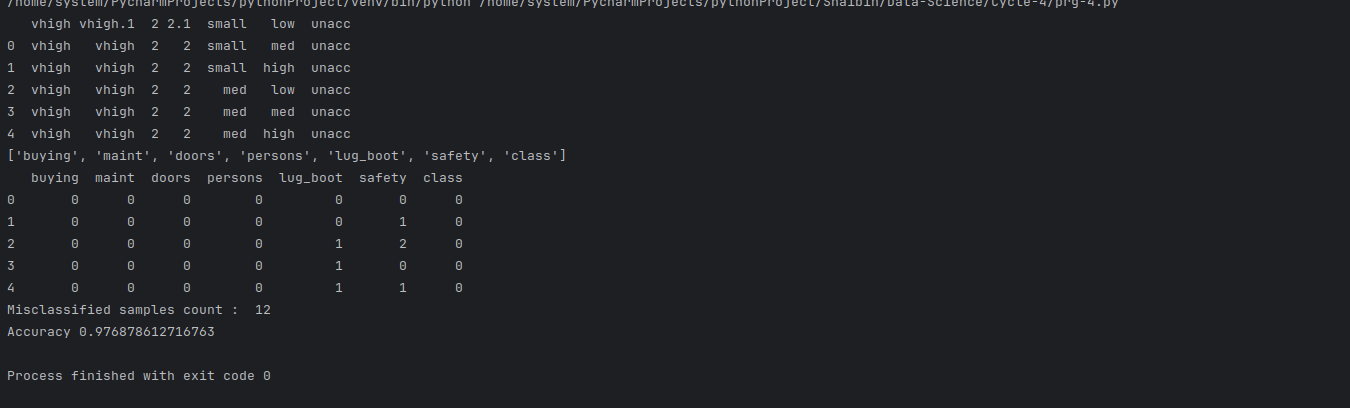 /home/system/PycharmProjects/pythonProject/venv/bin/python /home/system/PycharmProjects/pythonProject/Shaibin/Data-Science/Cycle-4/prg-4.py
   vhigh vhigh.1  2 2.1  small   low  unacc
0  vhigh   vhigh  2   2  small   med  unacc
1  vhigh   vhigh  2   2  small  high  unacc
2  vhigh   vhigh  2   2    med   low  unacc
3  vhigh   vhigh  2   2    med   med  unacc
4  vhigh   vhigh  2   2    med  high  unacc
['buying', 'maint', 'doors', 'persons', 'lug_boot', 'safety', 'class']
   buying  maint  doors  persons  lug_boot  safety  class
0       0      0      0        0         0       0      0
1       0      0      0        0         0       1      0
2       0      0      0        0         1       2      0
3       0      0      0        0         1       0      0
4       0      0      0        0         1       1      0
Misclassified samples count :  12
Accuracy 0.976878612716763
Process finished with exit code 0